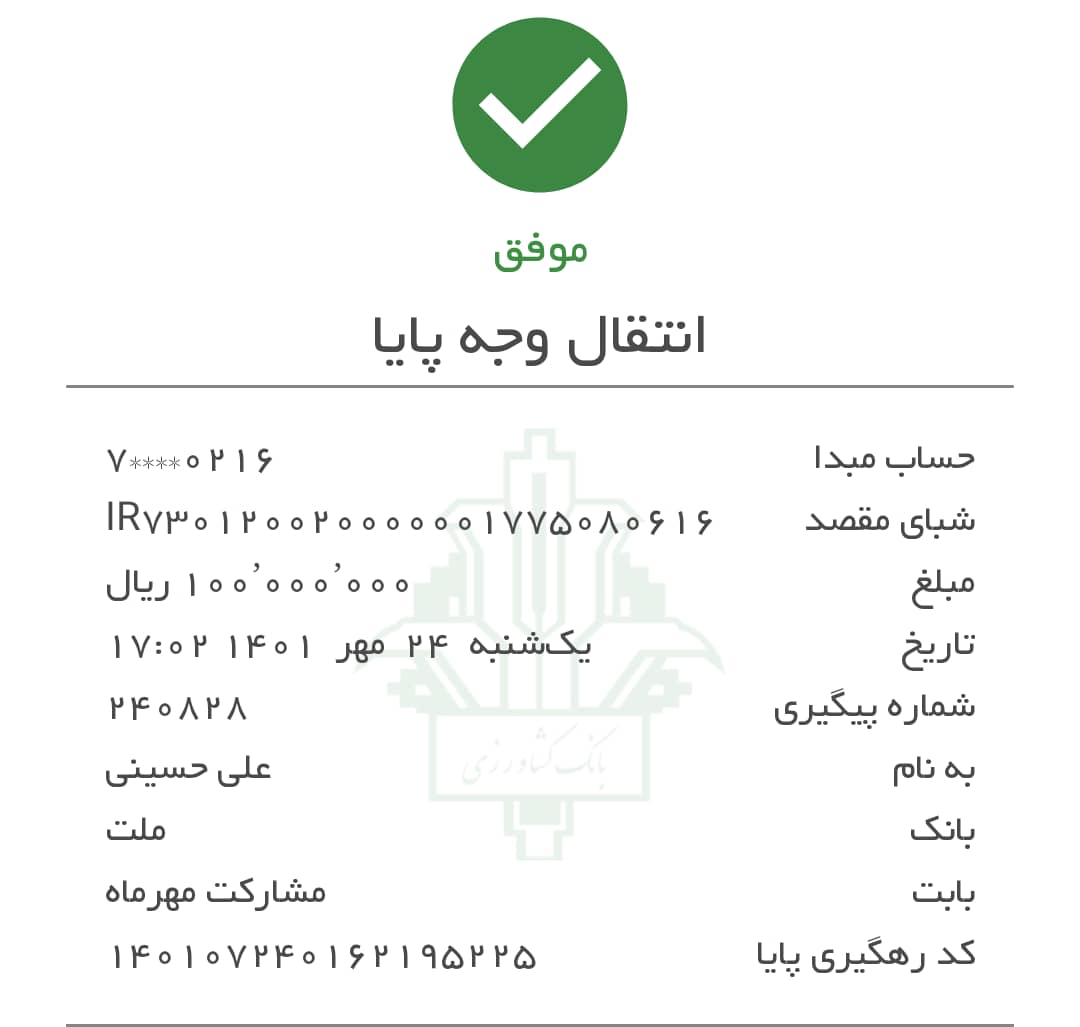 موفق
انتقال وجه پایا
حساب مبدا ۷****۰۲۱۶
شبای مقصد IR۷۳۰۱۲۰۰۲۰۰۰۰۰۰۱۷۷۵۰۸۰۶۱۶
مبلغ ۱۰۰٬۰۰۰٬۰۰۰ ریال
تاریخ یک‌شنبه ۲۴ مهر ۱۴۰۱ ۱۷:۰۲
شماره پیگیری ۲۴۰۸۲۸
به نام علی حسینی
بانک کشاورزی
بانک ملت
بابت مشارکت مهرماه
کد رهگیری پایا ۱۴۰۱۰۷۲۴۰۱۶۲۱۹۵۲۲۵